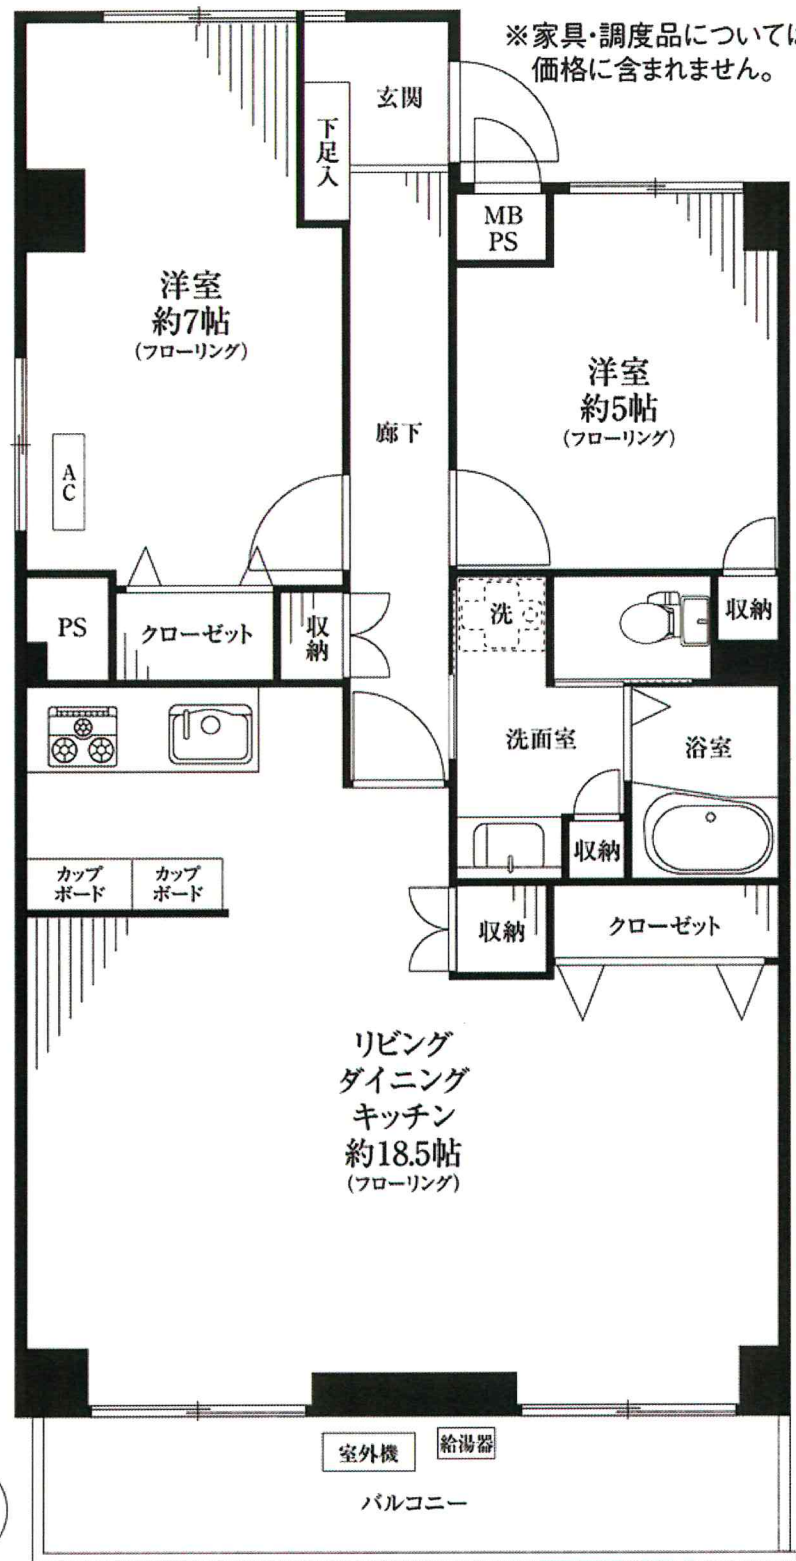 ※家具・調度品については
価格に含まれません。
玄関
下足入
MB
PS
洋室
約7帖
(フローリング)
洋室
約5帖
(フローリング)
廊下
AC
PS
クローゼット
収納
洗
収納
洗面室
浴室
カップ
ボード
カップ
ボード
収納
収納
クローゼット
リビング
ダイニング
キッチン
約18.5帖
(フローリング)
室外機
給湯器
バルコニー